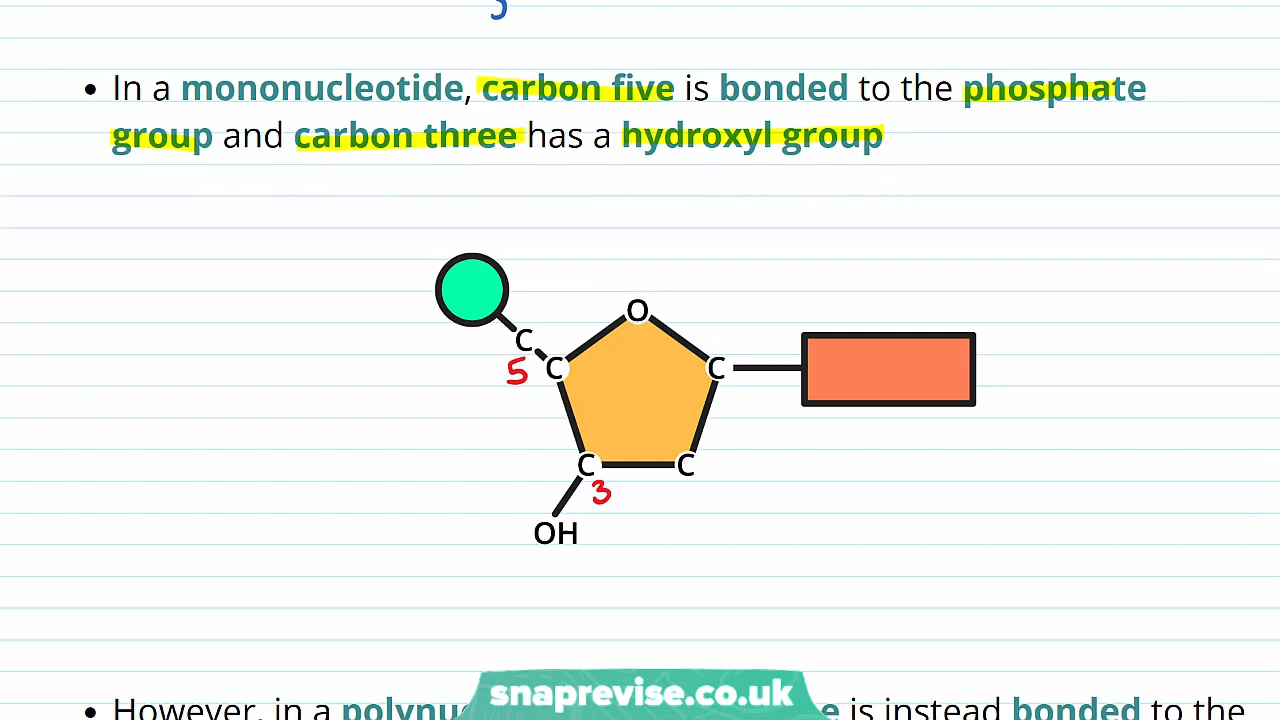 5
• In a mononucleotide, carbon five is bonded to the phosphate
group and carbon three has a hydroxyl group
O
C
5
C
C
C
C
3
OH
snaprevise.co.uk
• However, in a is instead bonded to the